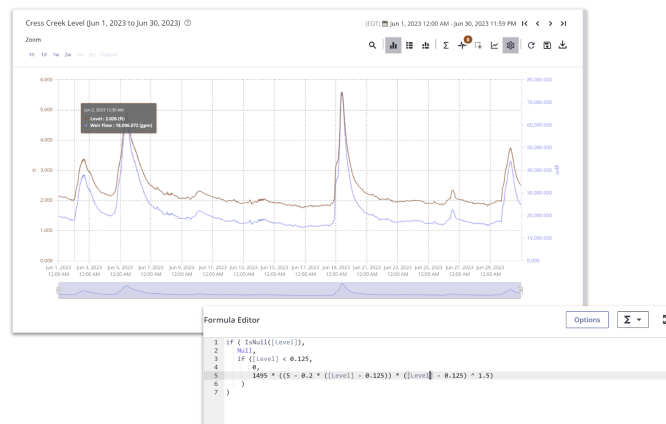 Cress Creek Level (Jun 1, 2023 to Jun 30, 2023)
[EDT] Jun 1, 2023 12:00 AM - Jun 30, 2023 11:59 PM
Zoom
1h 1d 1w 2w 1m 3m Custom
6
6.000
5.000
4.000
3.000
2.000
1.000
0.000
ft
80,000.000
70,000.000
60,000.000
50,000.000
40,000.000
30,000.000
20,000.000
10,000.000
0.000
gpm
Jun 2, 2023 12:30 AM
Level : 2.026 (ft)
Weir Flow : 18,096.072 (gpm)
Jun 1, 2023 Jun 3, 2023 Jun 5, 2023 Jun 7, 2023 Jun 9, 2023 Jun 11, 2023 Jun 13, 2023 Jun 15, 2023 Jun 17, 2023 Jun 19, 2023 Jun 21, 2023 Jun 23, 2023 Jun 25, 2023 Jun 27, 2023 Jun 29, 2023
12:00 AM 12:00 AM 12:00 AM 12:00 AM 12:00 AM 12:00 AM 12:00 AM 12:00 AM 12:00 AM 12:00 AM 12:00 AM 12:00 AM 12:00 AM 12:00 AM 12:00 AM
Formula Editor
Options
Σ
1 if ( IsNull([Level]),
2 Null,
3 if ([Level] < 0.125,
4 0,
5 1495 * ((5 - 0.2 * ([Level] - 0.125)) * ([Level] - 0.125) ^ 1.5)
6 )
7 )